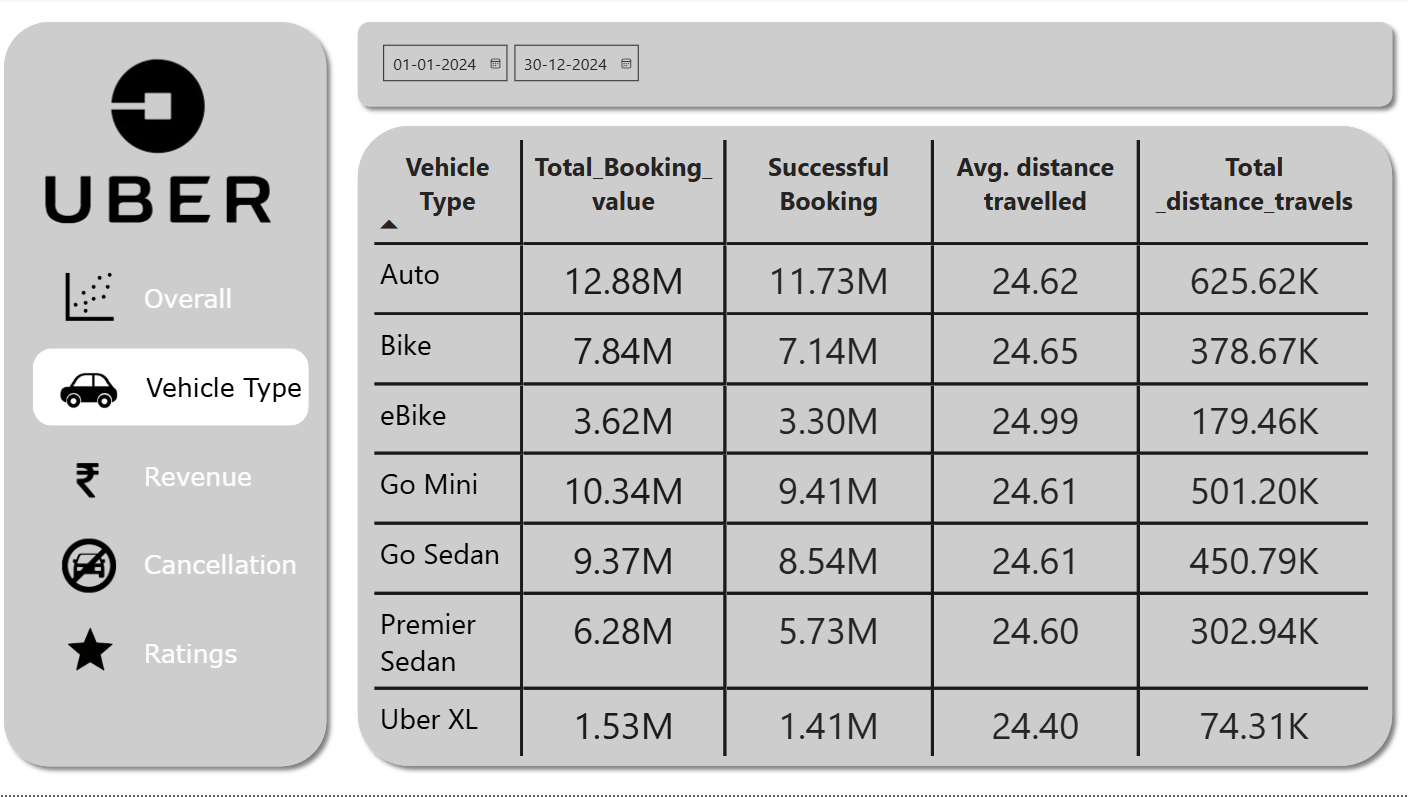 UBER
Overall
Vehicle Type
₹ Revenue
Cancellation
Ratings
01-01-2024 30-12-2024
Vehicle Type Total_Booking_value Successful Booking Avg. distance travelled Total _distance_travels
Auto 12.88M 11.73M 24.62 625.62K
Bike 7.84M 7.14M 24.65 378.67K
eBike 3.62M 3.30M 24.99 179.46K
Go Mini 10.34M 9.41M 24.61 501.20K
Go Sedan 9.37M 8.54M 24.61 450.79K
Premier Sedan 6.28M 5.73M 24.60 302.94K
Uber XL 1.53M 1.41M 24.40 74.31K